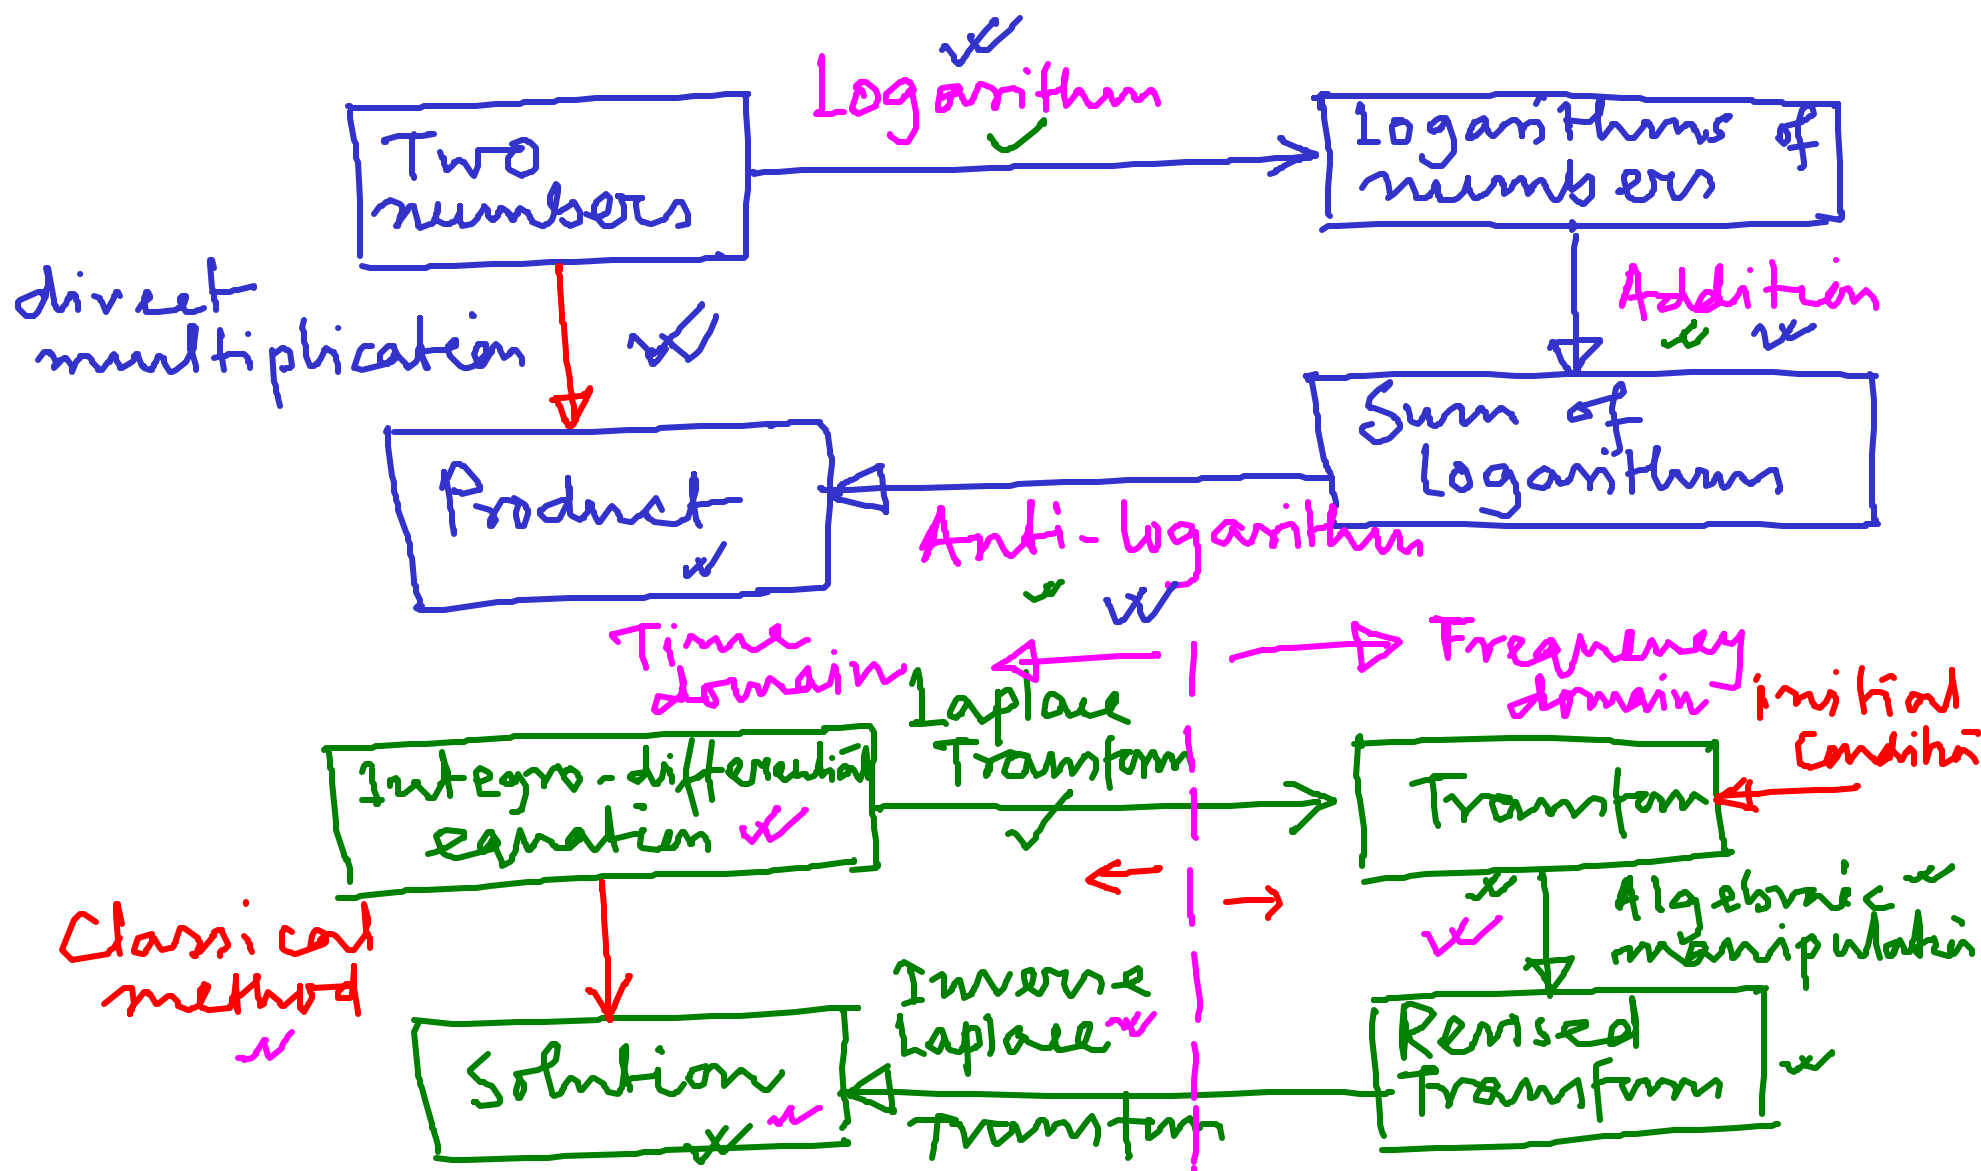 Logarithm
Two
numbers
Logarithms of
numbers
direct
multiplication
Addition
Sum of
Logarithms
Product
Anti-logarithm
Time
domain
Frequency
domain
Laplace
Transform
initial
condition
Integro-differential
equation
Transform
Classical
method
Algebraic
manipulation
Inverse
Laplace
Transform
Solution
Revised
Transform